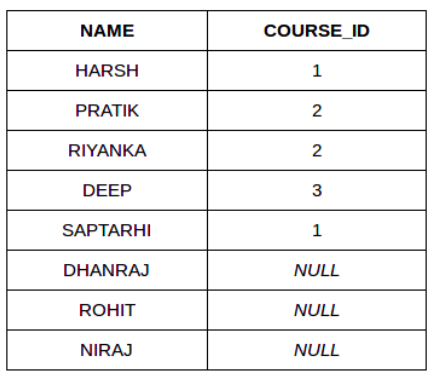 NAME COURSE_ID
HARSH 1
PRATIK 2
RIYANKA 2
DEEP 3
SAPTARHI 1
DHANRAJ NULL
ROHIT NULL
NIRAJ NULL